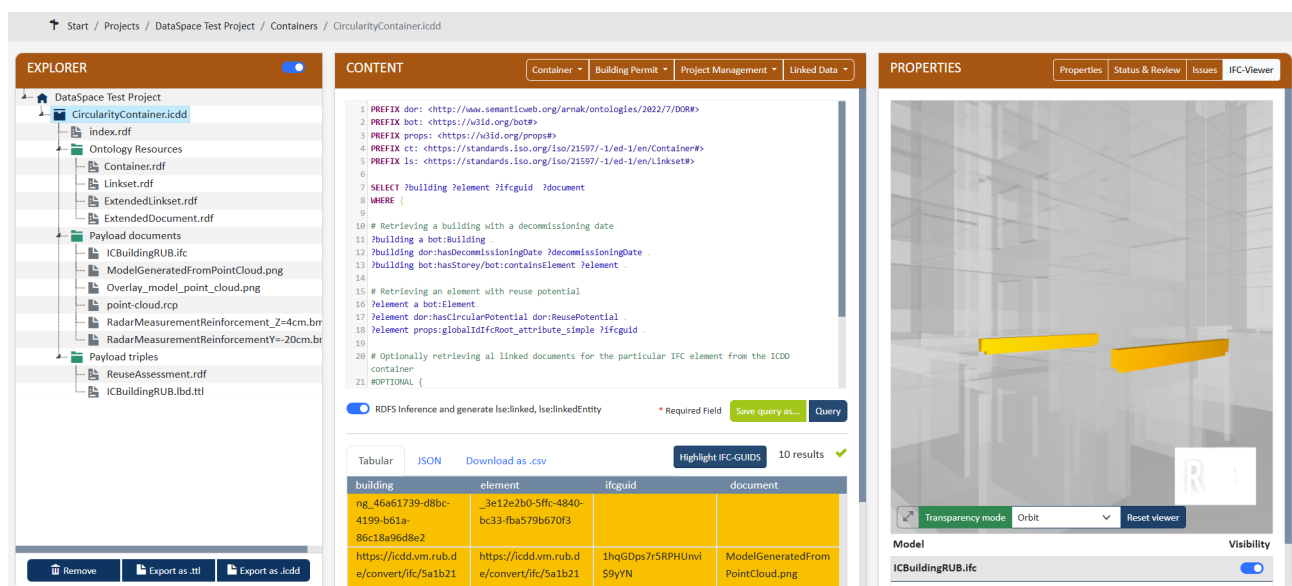 Start / Projects / DataSpace Test Project / Containers / CircularityContainer.icdd
EXPLORER
DataSpace Test Project
CircularityContainer.icdd
index.rdf
Ontology Resources
Container.rdf
Linkset.rdf
ExtendedLinkset.rdf
ExtendedDocument.rdf
Payload documents
ICBuildingRUB.ifc
ModelGeneratedFromPointCloud.png
Overlay_model_point_cloud.png
point-cloud.rcp
RadarMeasurementReinforcement_Z=4cm.bm
RadarMeasurementReinforcementY=-20cm.br
Payload triples
ReuseAssessment.rdf
ICBuildingRUB.lbd.ttl
Remove Export as .ttl Export as .icdd
CONTENT Container Building Permit Project Management Linked Data
1 PREFIX dor: <http://www.semanticweb.org/arnak/ontologies/2022/7/DOR#>
2 PREFIX bot: <https://w3id.org/bot#>
3 PREFIX props: <https://w3id.org/props#>
4 PREFIX ct: <https://standards.iso.org/iso/21597/-1/ed-1/en/Container#>
5 PREFIX ls: <https://standards.iso.org/iso/21597/-1/ed-1/en/Linkset#>
6
7 SELECT ?building ?element ?ifcguid ?document
8 WHERE {
9
10 # Retrieving a building with a decommissioning date
11 ?building a bot:Building .
12 ?building dor:hasDecommissioningDate ?decommissioningDate .
13 ?building bot:hasStorey/bot:containsElement ?element .
14
15 # Retrieving an element with reuse potential
16 ?element a bot:Element.
17 ?element dor:hasCircularPotential dor:ReusePotential .
18 ?element props:globalIdIfcRoot_attribute_simple ?ifcguid .
19
20 # Optionally retrieving al linked documents for the particular IFC element from the ICDD
container
21 #OPTIONAL {
RDFS Inference and generate lse:linked, lse:linkedEntity * Required Field Save query as... Query
Tabular JSON Download as .csv Highlight IFC-GUIDS 10 results
building element ifcguid document
ng_46a61739-d8bc- _3e12e2b0-5ffc-4840-
4199-b61a- bc33-fba579b670f3
86c18a96d8e2
https://icdd.vm.rub.d https://icdd.vm.rub.d 1hqGDps7r5RPHUnvi ModelGeneratedFrom
e/convert/ifc/5a1b21 e/convert/ifc/5a1b21 $9yYN PointCloud.png
PROPERTIES Properties Status & Review Issues IFC-Viewer
R
Transparency mode Orbit Reset viewer
Model Visibility
ICBuildingRUB.ifc